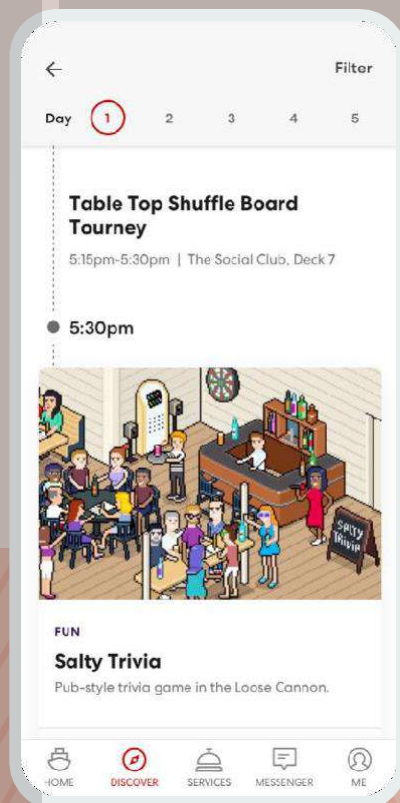 Filter
Day 1 2 3 4 5
Table Top Shuffle Board
Tourney
5:15pm-5:30pm | The Social Club, Deck 7
5:30pm
SALTY
TRIVIA
FUN
Salty Trivia
Pub-style trivia game in the Loose Cannon.
HOME DISCOVER SERVICES MESSENGER ME